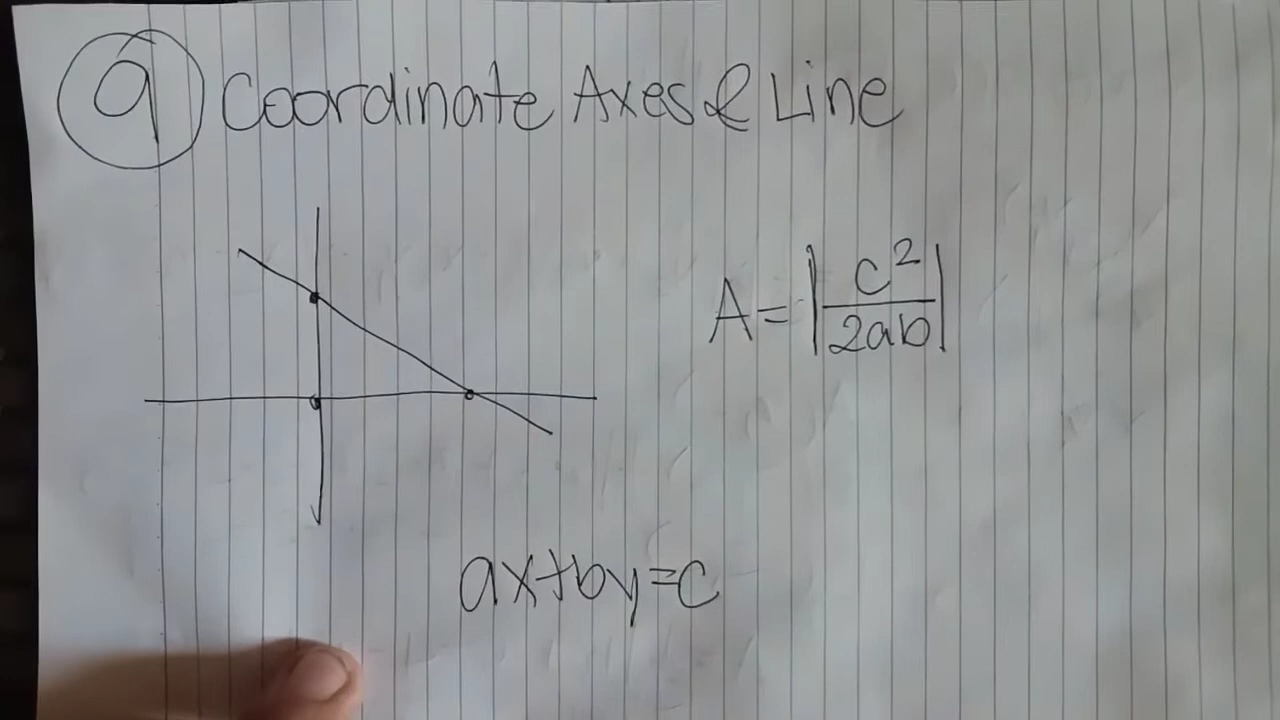 9 Coordinate Axes & Line
A = |c²/2ab|
ax+by=c